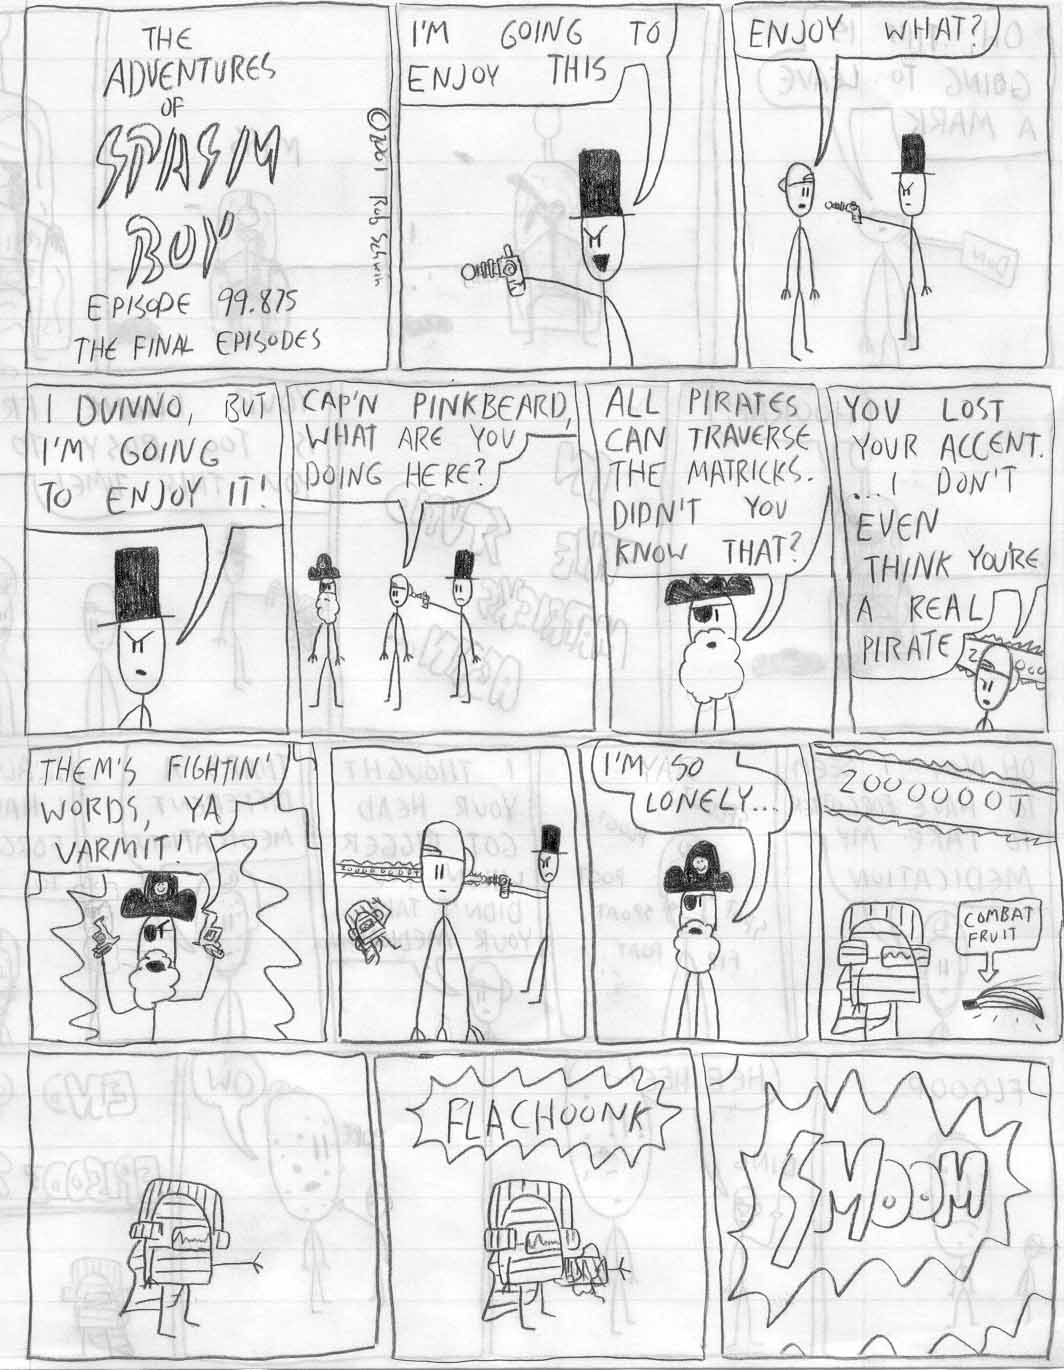 THE
ADVENTURES
OF
SPASIM
BOY
EPISODE 99.875
THE FINAL EPISODES
©2001 Rob Schwin
I'M GOING TO
ENJOY THIS
ENJOY WHAT?
I DUNNO, BUT
I'M GOING
TO ENJOY IT!
CAP'N PINKBEARD,
WHAT ARE YOU
DOING HERE?
ALL PIRATES
CAN TRAVERSE
THE MATRICKS.
DIDN'T YOU
KNOW THAT?
YOU LOST
YOUR ACCENT.
...I DON'T
EVEN
THINK YOU'RE
A REAL
PIRATE
THEM'S FIGHTIN'
WORDS, YA
VARMIT!
I'M SO
LONELY...
COMBAT
FRUIT
FLACHOONK
SMOOM